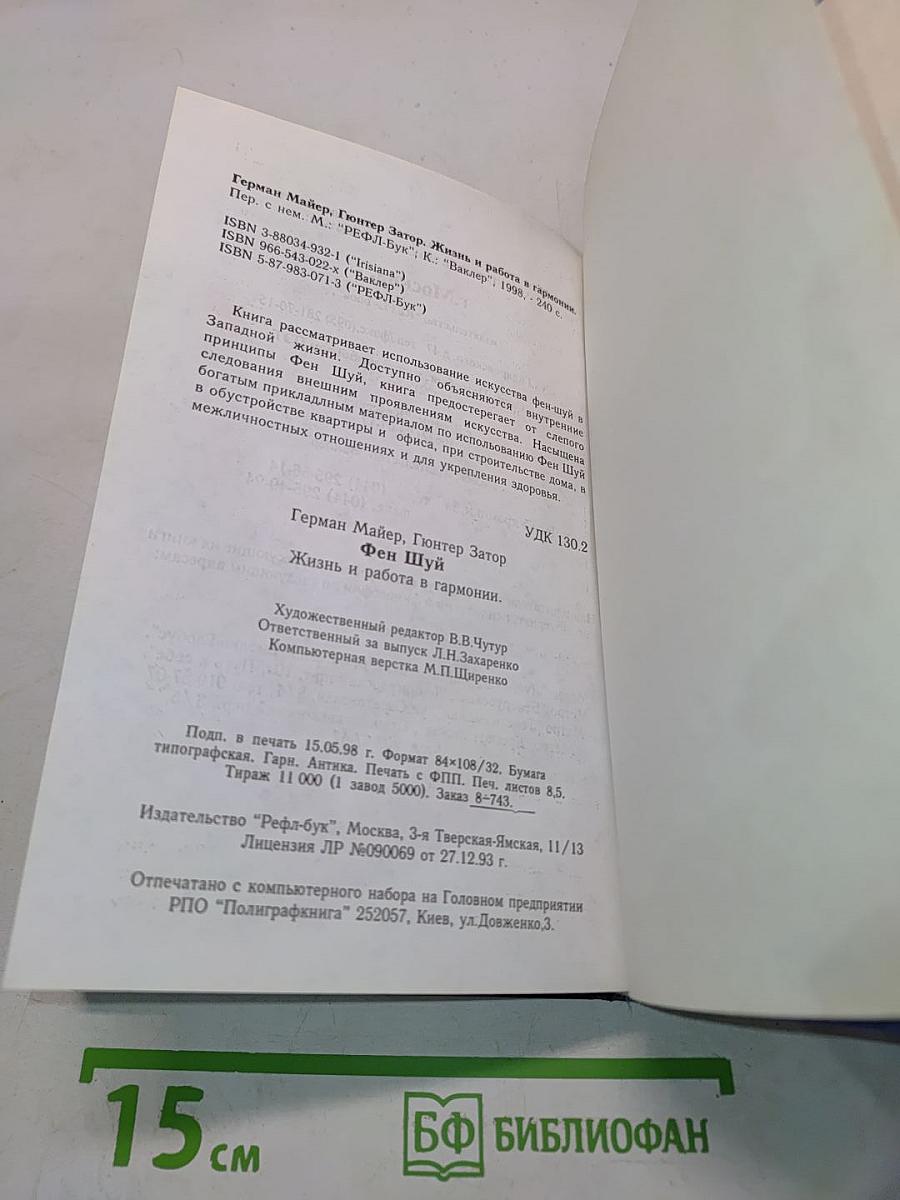 Герман Майер, Гюнтер Затор. Жизнь и работа в гармонии.
Пер. с нем. М.: "РЕФЛ-Бук"; К.: "Ваклер", 1998. - 240 с.
ISBN 3-88034-932-1 ("Irisiana")
ISBN 966-543-022-x ("Ваклер")
ISBN 5-87-983-071-3 ("РЕФЛ-Бук")
Книга рассматривает использование искусства фен-шуй в
Западной жизни. Доступно объясняются внутренние
принципы Фен Шуй, книга предостерегает от слепого
следования внешним проявлениям искусства. Насыщена
богатым прикладлным материалом по использованию Фен Шуй
в обустройстве квартиры и офиса, при строительстве дома, в
межличностных отношениях и для укрепления здоровья.
УДК 130.2
Герман Майер, Гюнтер Затор
Фен Шуй
Жизнь и работа в гармонии.
Художественный редактор В.В.Чутур
Ответственный за выпуск Л.Н.Захаренко
Компьютерная верстка М.П.Щиренко
Подп. в печать 15.05.98 г. Формат 84×108/32. Бумага
типографская. Гарн. Антика. Печать с ФПП. Печ. листов 8,5.
Тираж 11 000 (1 завод 5000). Заказ 8-743.
Издательство "Рефл-бук", Москва, 3-я Тверская-Ямская, 11/13
Лицензия ЛР №090069 от 27.12.93 г.
Отпечатано с компьютерного набора на Головном предприятии
РПО "Полиграфкнига" 252057, Киев, ул.Довженко,3.
15 см
БФ БИБЛИОФАН